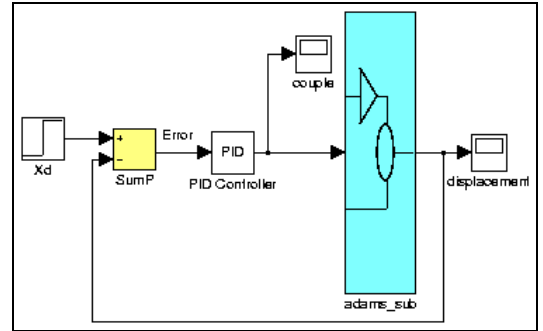 couple
Error
+
−
PID
Xd
SumP
PID Controller
displacement
adams_sub